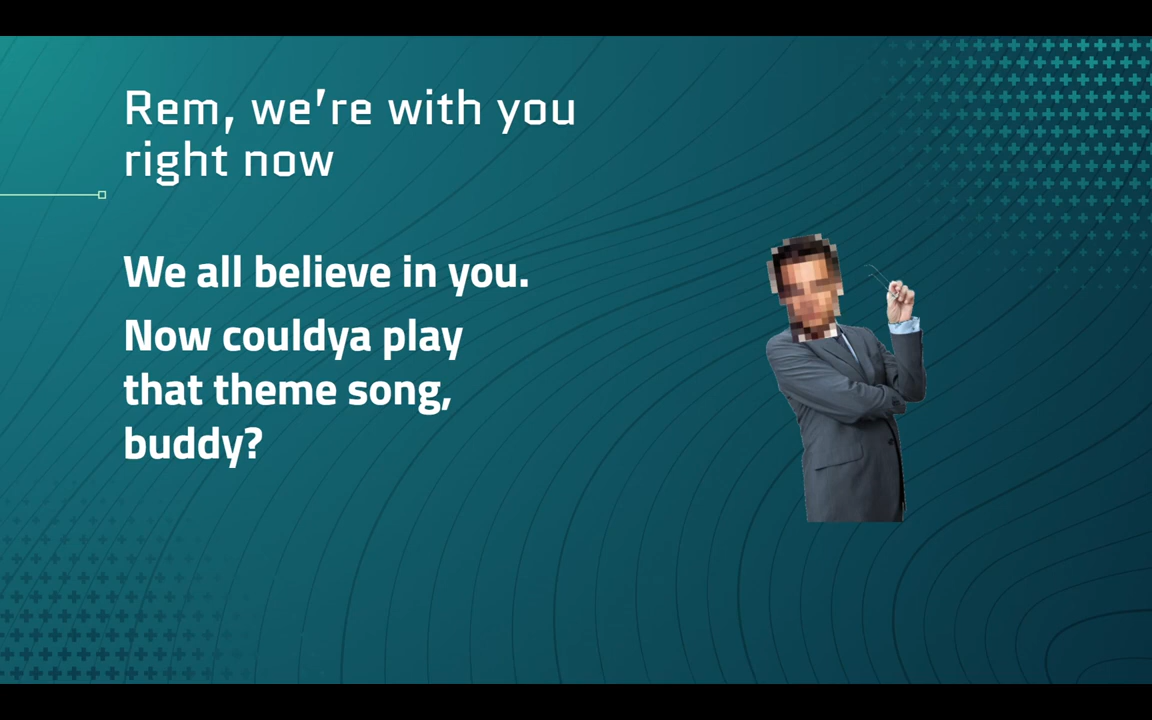 Rem, we're with you
right now
We all believe in you.
Now couldya play
that theme song,
buddy?